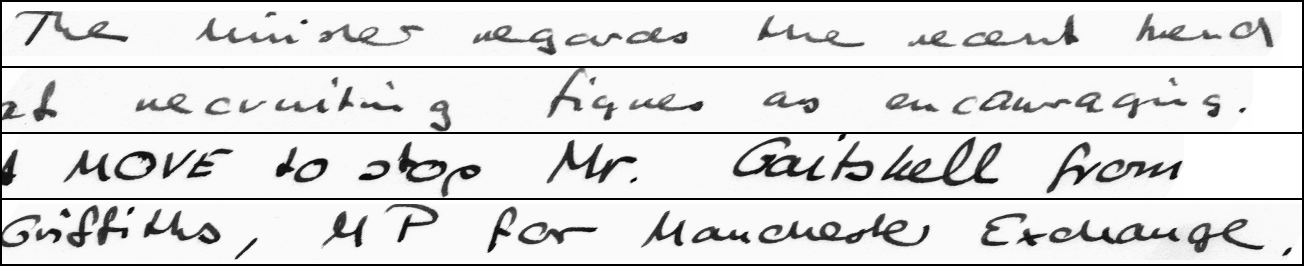 The Minister regards the recent trend
of recruiting figures as encouraging.
A MOVE to stop Mr. Gaitskell from
Griffiths, MP for Manchester Exchange,